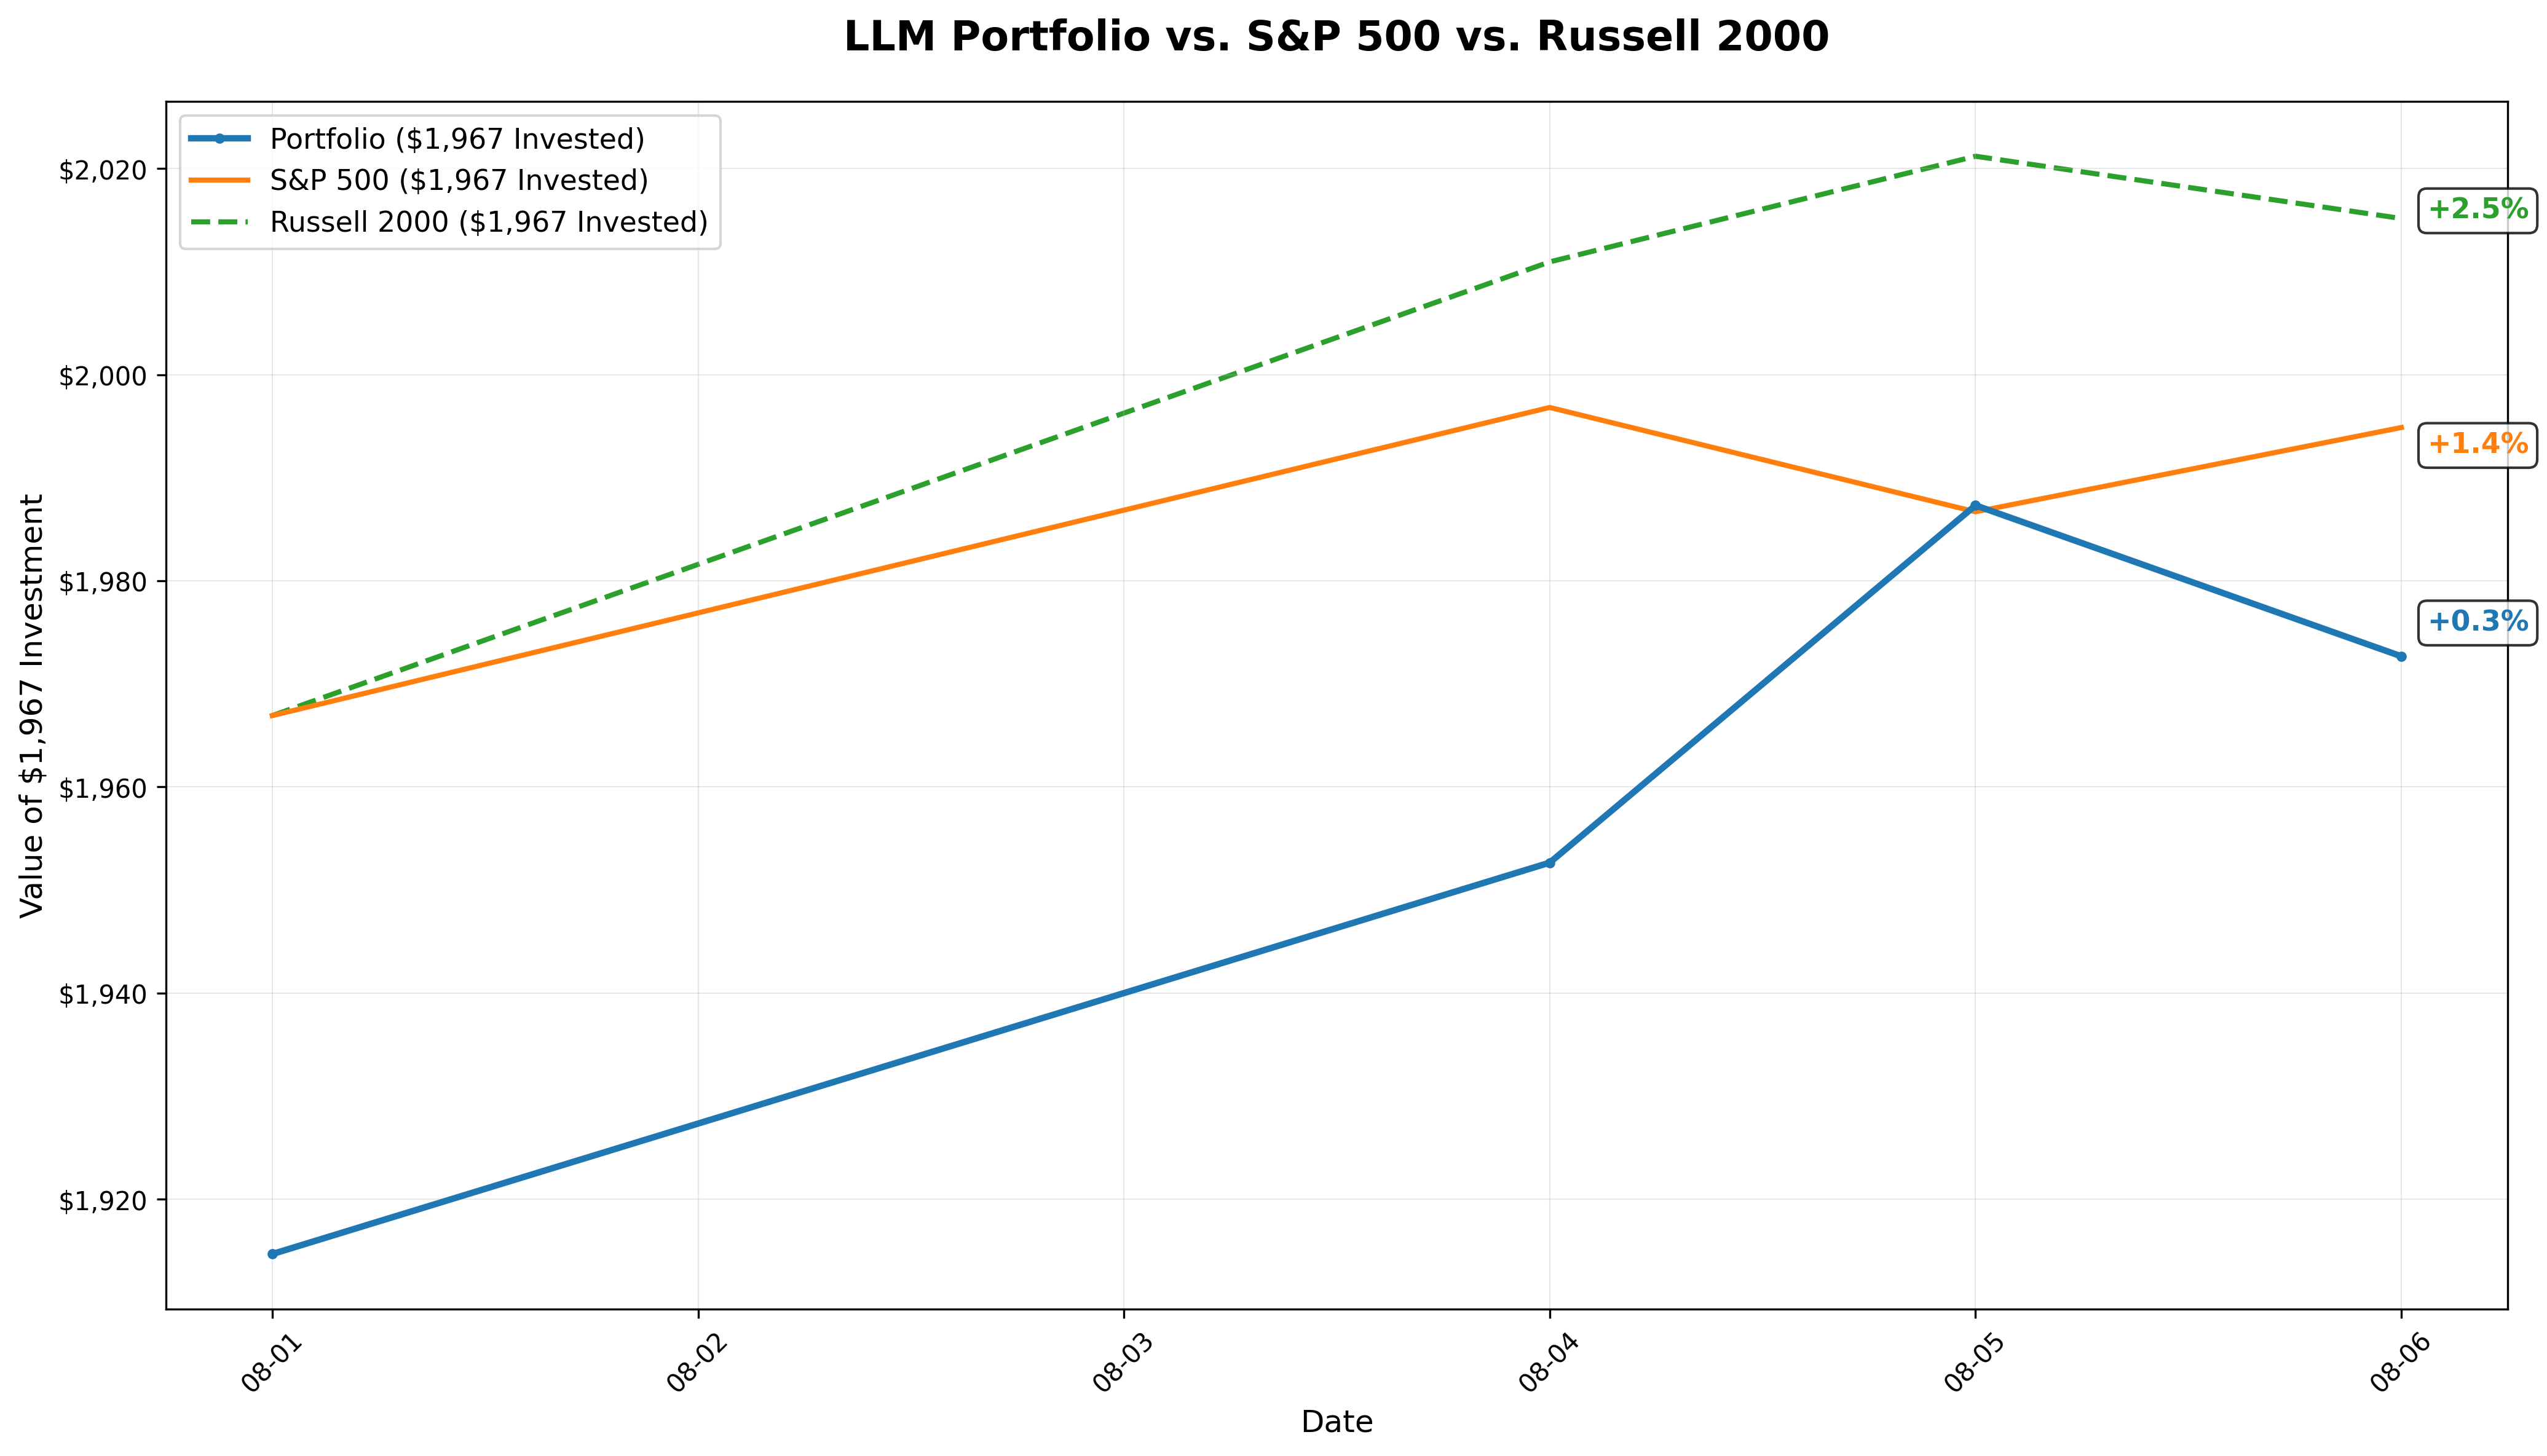 LLM Portfolio vs. S&P 500 vs. Russell 2000
Portfolio ($1,967 Invested)
S&P 500 ($1,967 Invested)
Russell 2000 ($1,967 Invested)
Value of $1,967 Investment
$2,020
$2,000
$1,980
$1,960
$1,940
$1,920
+2.5%
+1.4%
+0.3%
08-01
08-02
08-03
08-04
08-05
08-06
Date